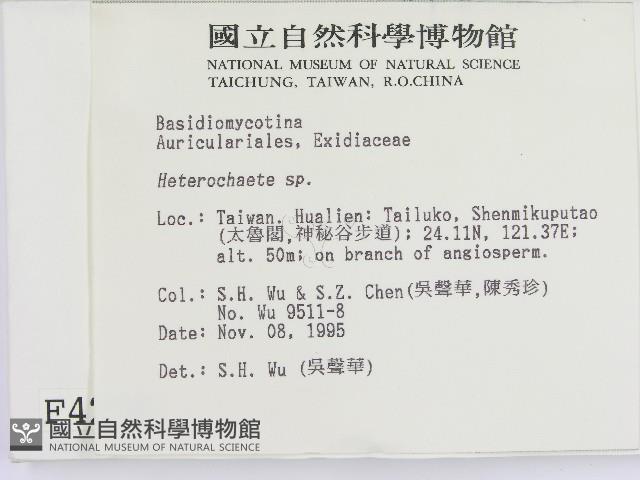 國立自然科學博物館
NATIONAL MUSEUM OF NATURAL SCIENCE
TAICHUNG, TAIWAN, R.O.CHINA
Basidiomycotina
Auriculariales, Exidiaceae
Heterochaete sp.
Loc.: Taiwan. Hualien: Tailuko, Shenmikuputao
(太魯閣,神秘谷步道); 24.11N, 121.37E;
alt. 50m; on branch of angiosperm.
Col.: S.H. Wu & S.Z. Chen(吳聲華,陳秀珍)
No. Wu 9511-8
Date: Nov. 08, 1995
Det.: S.H. Wu (吳聲華)
F42
國立自然科學博物館
NATIONAL MUSEUM OF NATURAL SCIENCE